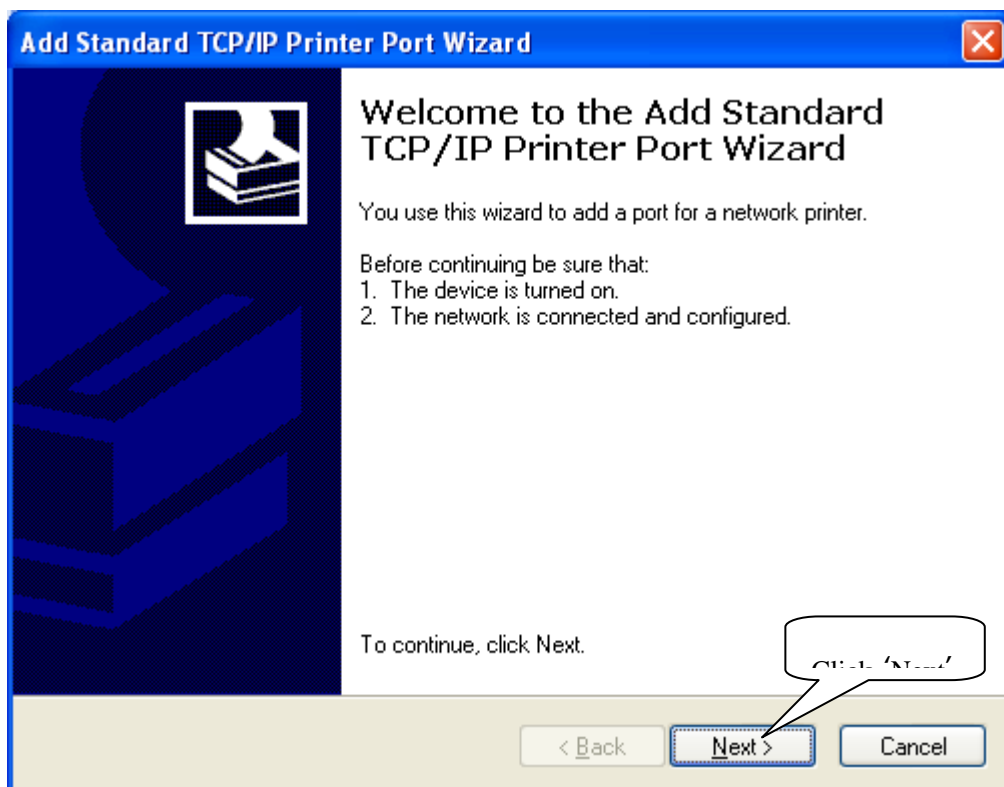 Add Standard TCP/IP Printer Port Wizard
Welcome to the Add Standard
TCP/IP Printer Port Wizard
You use this wizard to add a port for a network printer.
Before continuing be sure that:
1. The device is turned on.
2. The network is connected and configured.
To continue, click Next.
Click ‘Next’
< Back
Next >
Cancel